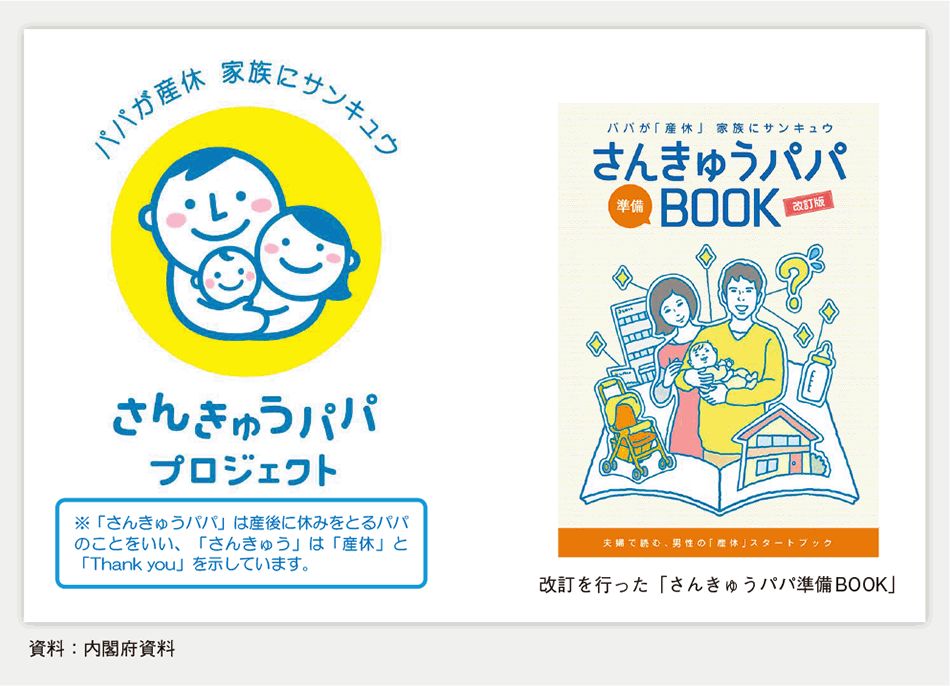 パパが産休 家族にサンキュウ
さんきゅうパパ
プロジェクト
※「さんきゅうパパ」は産後に休みをとるパパ
のことをいい、「さんきゅう」は「産休」と
「Thank you」を示しています。
パパが「産休」 家族にサンキュウ
さんきゅうパパ
準備
BOOK
改訂版
夫婦で読む、男性の「産休」スタートブック
改訂を行った「さんきゅうパパ準備BOOK」
資料：内閣府資料